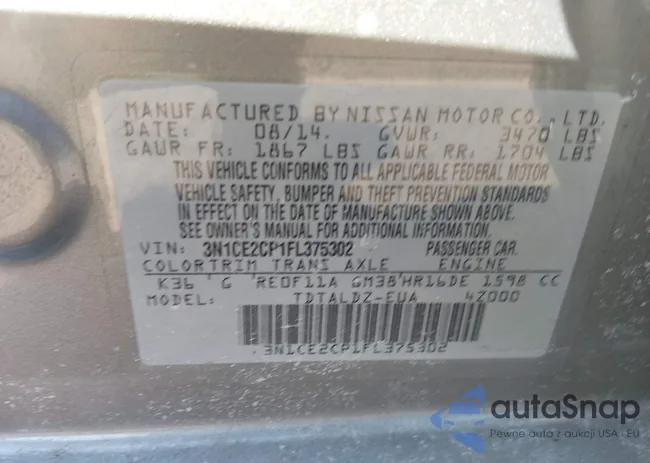 MANUFACTURED BY NISSAN MOTOR CO., LTD.
DATE: 08/14. GVWR: 3470 LBS
GAWR FR: 1867 LBS GAWR RR: 1704 LBS
THIS VEHICLE CONFORMS TO ALL APPLICABLE FEDERAL MOTOR
VEHICLE SAFETY, BUMPER AND THEFT PREVENTION STANDARDS
IN EFFECT ON THE DATE OF MANUFACTURE SHOWN ABOVE.
SEE OWNER'S MANUAL FOR ADDITIONAL INFORMATION.
VIN: 3N1CE2CP1FL375302 PASSENGER CAR.
COLOR TRIM TRANS AXLE ENGINE
K36 G RE0F11A GM38 HR16DE 1598 CC
MODEL: TDTALDZ-EUA 4Z000
3N1CE2CP1FL375302
autoSnap
Pewne auta z aukcji USA - EU